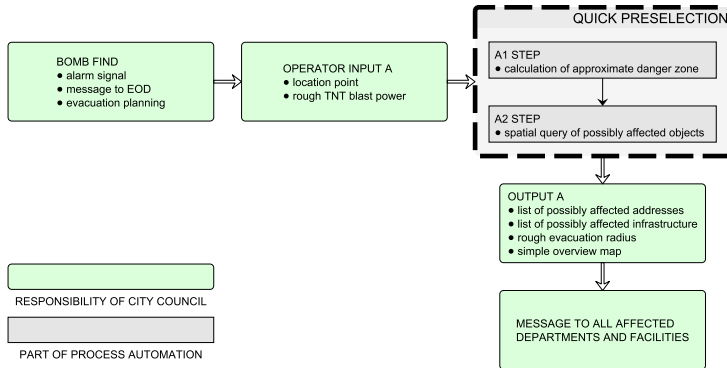 BOMB FIND
● alarm signal
● message to EOD
● evacuation planning
OPERATOR INPUT A
● location point
● rough TNT blast power
QUICK PRESELECTION
A1 STEP
● calculation of approximate danger zone
A2 STEP
● spatial query of possibly affected objects
OUTPUT A
● list of possibly affected addresses
● list of possibly affected infrastructure
● rough evacuation radius
● simple overview map
MESSAGE TO ALL AFFECTED
DEPARTMENTS AND FACILITIES
RESPONSIBILITY OF CITY COUNCIL
PART OF PROCESS AUTOMATION